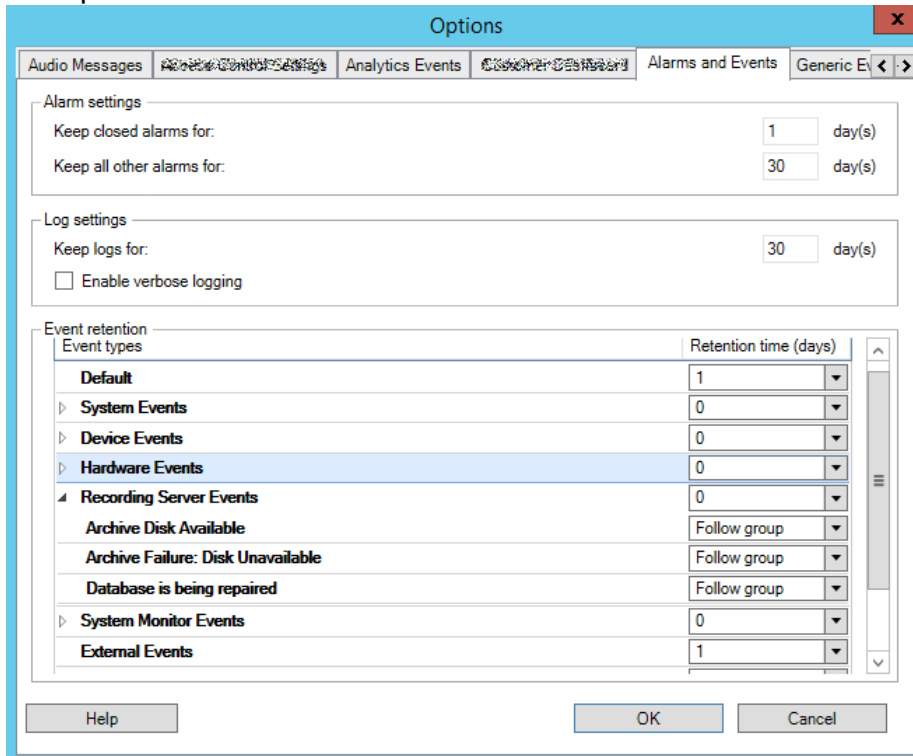 Options
x
Audio Messages Analytics Events Alarms and Events Generic Ev
Alarm settings
Keep closed alarms for: 1 day(s)
Keep all other alarms for: 30 day(s)
Log settings
Keep logs for: 30 day(s)
Enable verbose logging
Event retention
Event types Retention time (days)
Default 1
System Events 0
Device Events 0
Hardware Events 0
Recording Server Events 0
Archive Disk Available Follow group
Archive Failure: Disk Unavailable Follow group
Database is being repaired Follow group
System Monitor Events 0
External Events 1
Help OK Cancel